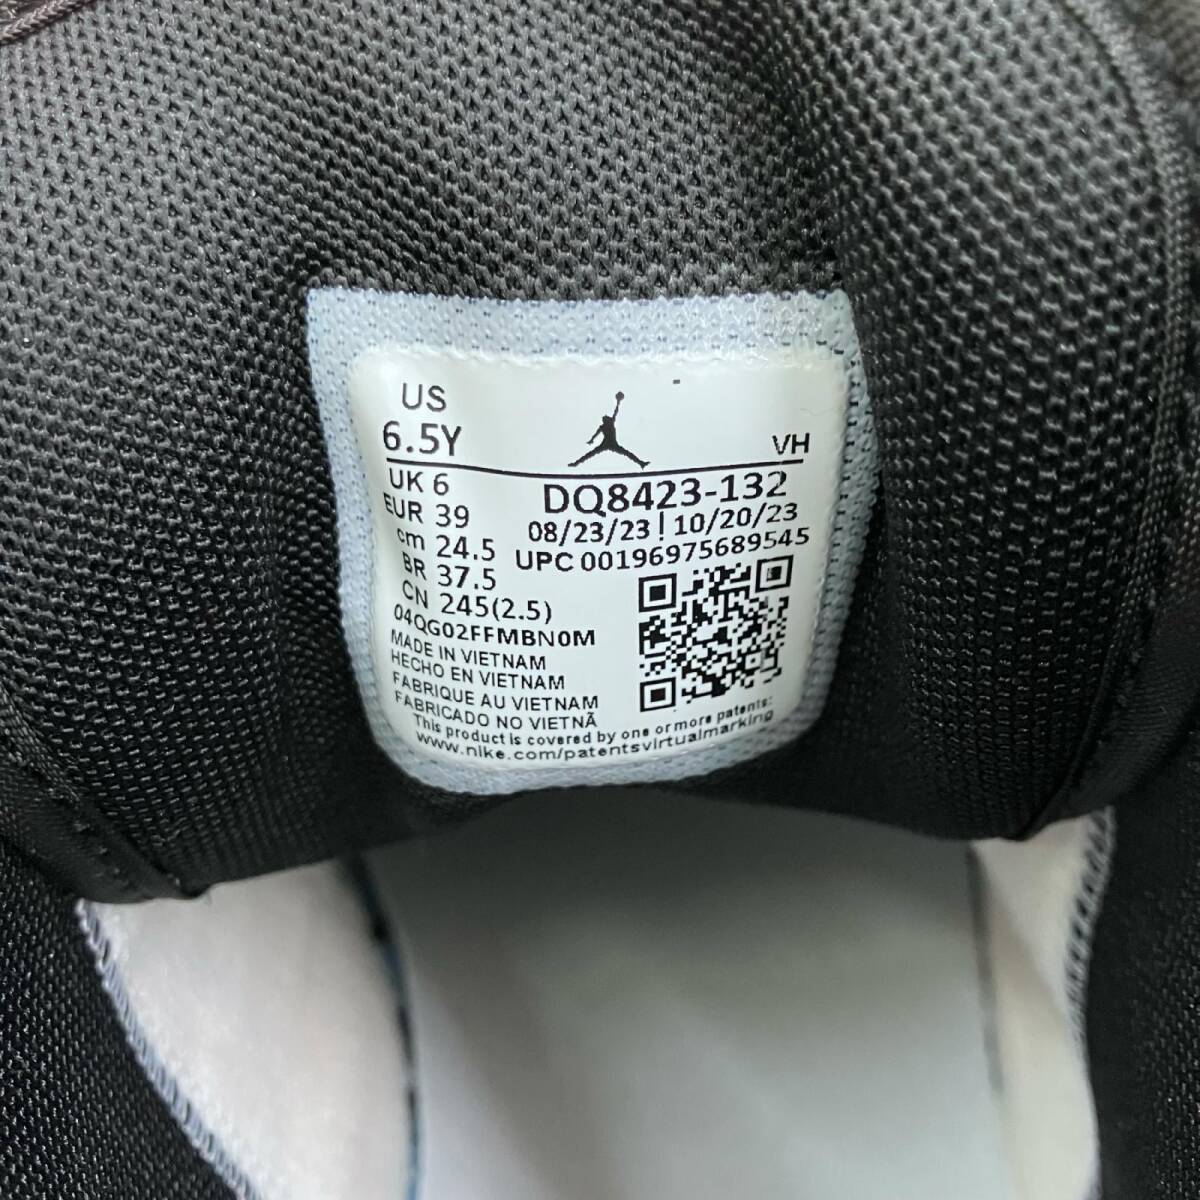 US
6.5Y
VH
UK 6
EUR 39
cm 24.5
BR 37.5
CN 245(2.5)
DQ8423-132
08/23/23 | 10/20/23
UPC 00196975689545
04QG02FFMBN0M
MADE IN VIETNAM
HECHO EN VIETNAM
FABRIQUE AU VIETNAM
FABRICADO NO VIETNÃ
This product is covered by one or more patents:
www.nike.com/patentsvirtualmarking